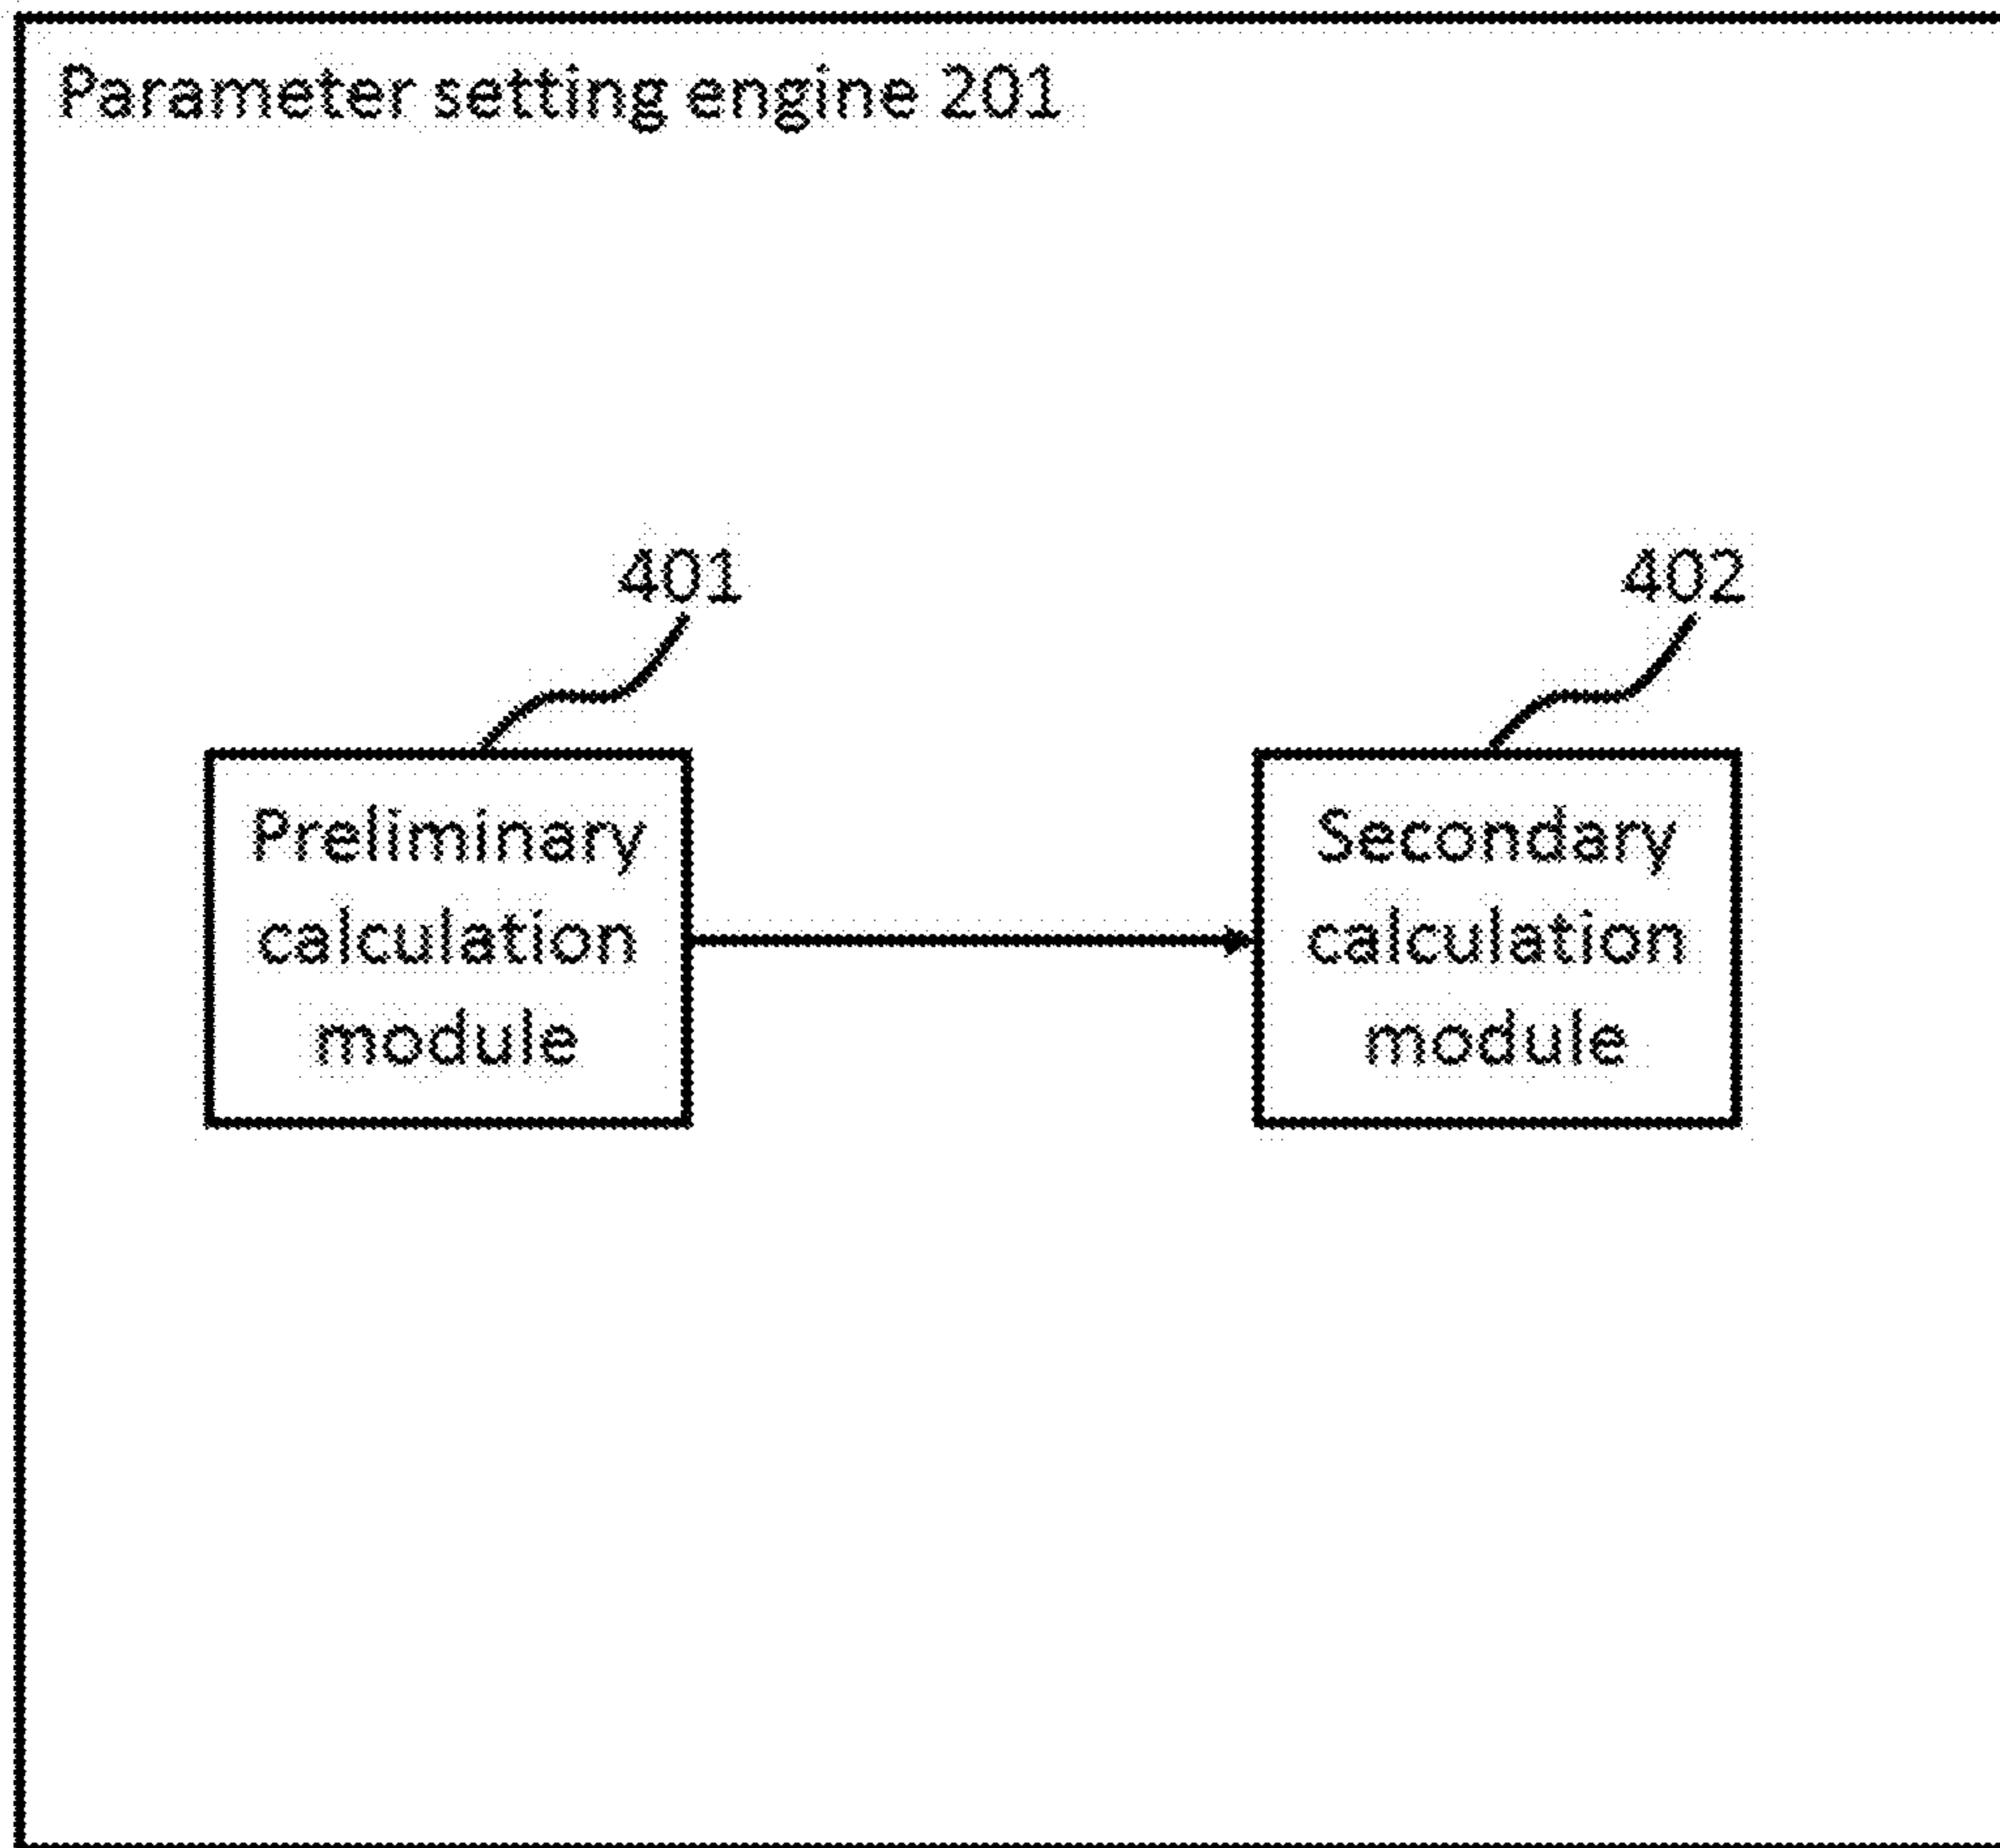 Parameter setting engine 201
401
402
Preliminary
calculation
module
Secondary
calculation
module